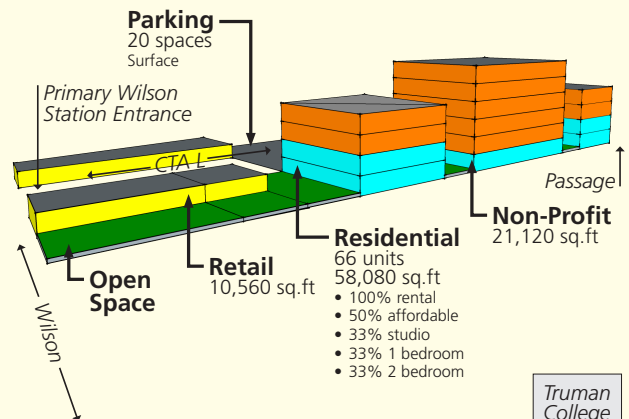 Parking
20 spaces
Surface
Primary Wilson
Station Entrance
CTA L
Passage
Non-Profit
21,120 sq.ft
Residential
66 units
58,080 sq.ft
• 100% rental
• 50% affordable
• 33% studio
• 33% 1 bedroom
• 33% 2 bedroom
Retail
10,560 sq.ft
Open
Space
Wilson
Truman
College